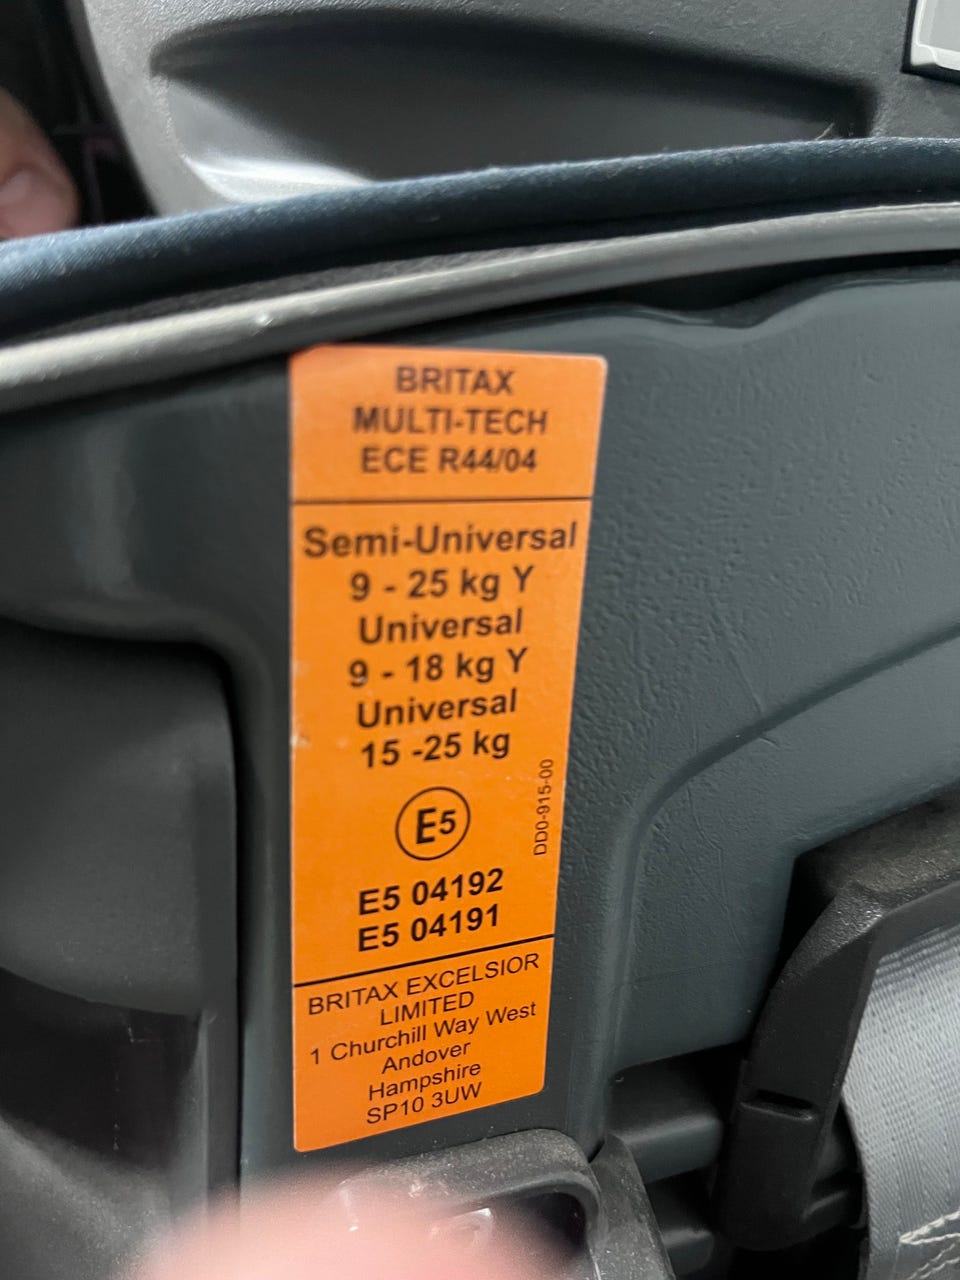 BRITAX
MULTI-TECH
ECE R44/04
Semi-Universal
9 - 25 kg Y
Universal
9 - 18 kg Y
Universal
15 -25 kg
E5
DD0-915-00
E5 04192
E5 04191
BRITAX EXCELSIOR
LIMITED
1 Churchill Way West
Andover
Hampshire
SP10 3UW